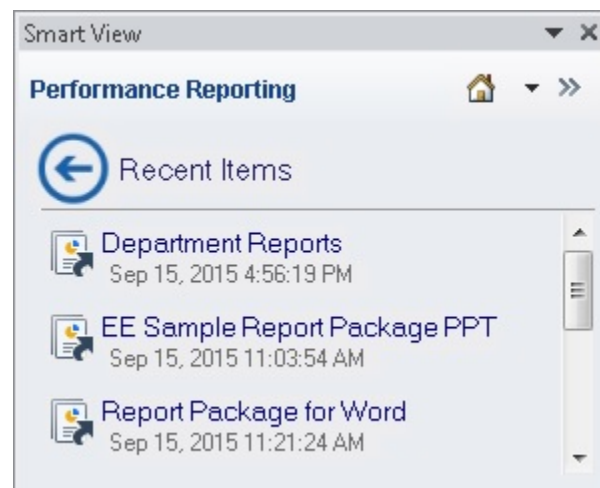 Smart View
Performance Reporting
Recent Items
Department Reports
Sep 15, 2015 4:56:19 PM
EE Sample Report Package PPT
Sep 15, 2015 11:03:54 AM
Report Package for Word
Sep 15, 2015 11:21:24 AM